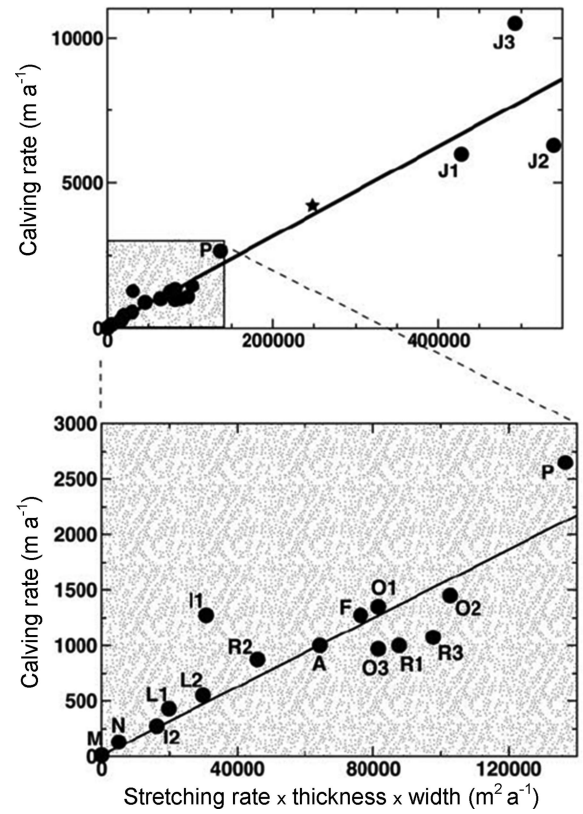 10000
J3
Calving rate (m a-1)
5000
J1
J2
P
0
0
200000
400000
3000
P
2500
Calving rate (m a-1)
2000
1500
I1
F
O1
O2
1000
R2
A
O3
R1
R3
500
L1
L2
M
N
I2
0
0
40000
80000
120000
Stretching rate x thickness x width (m2 a-1)